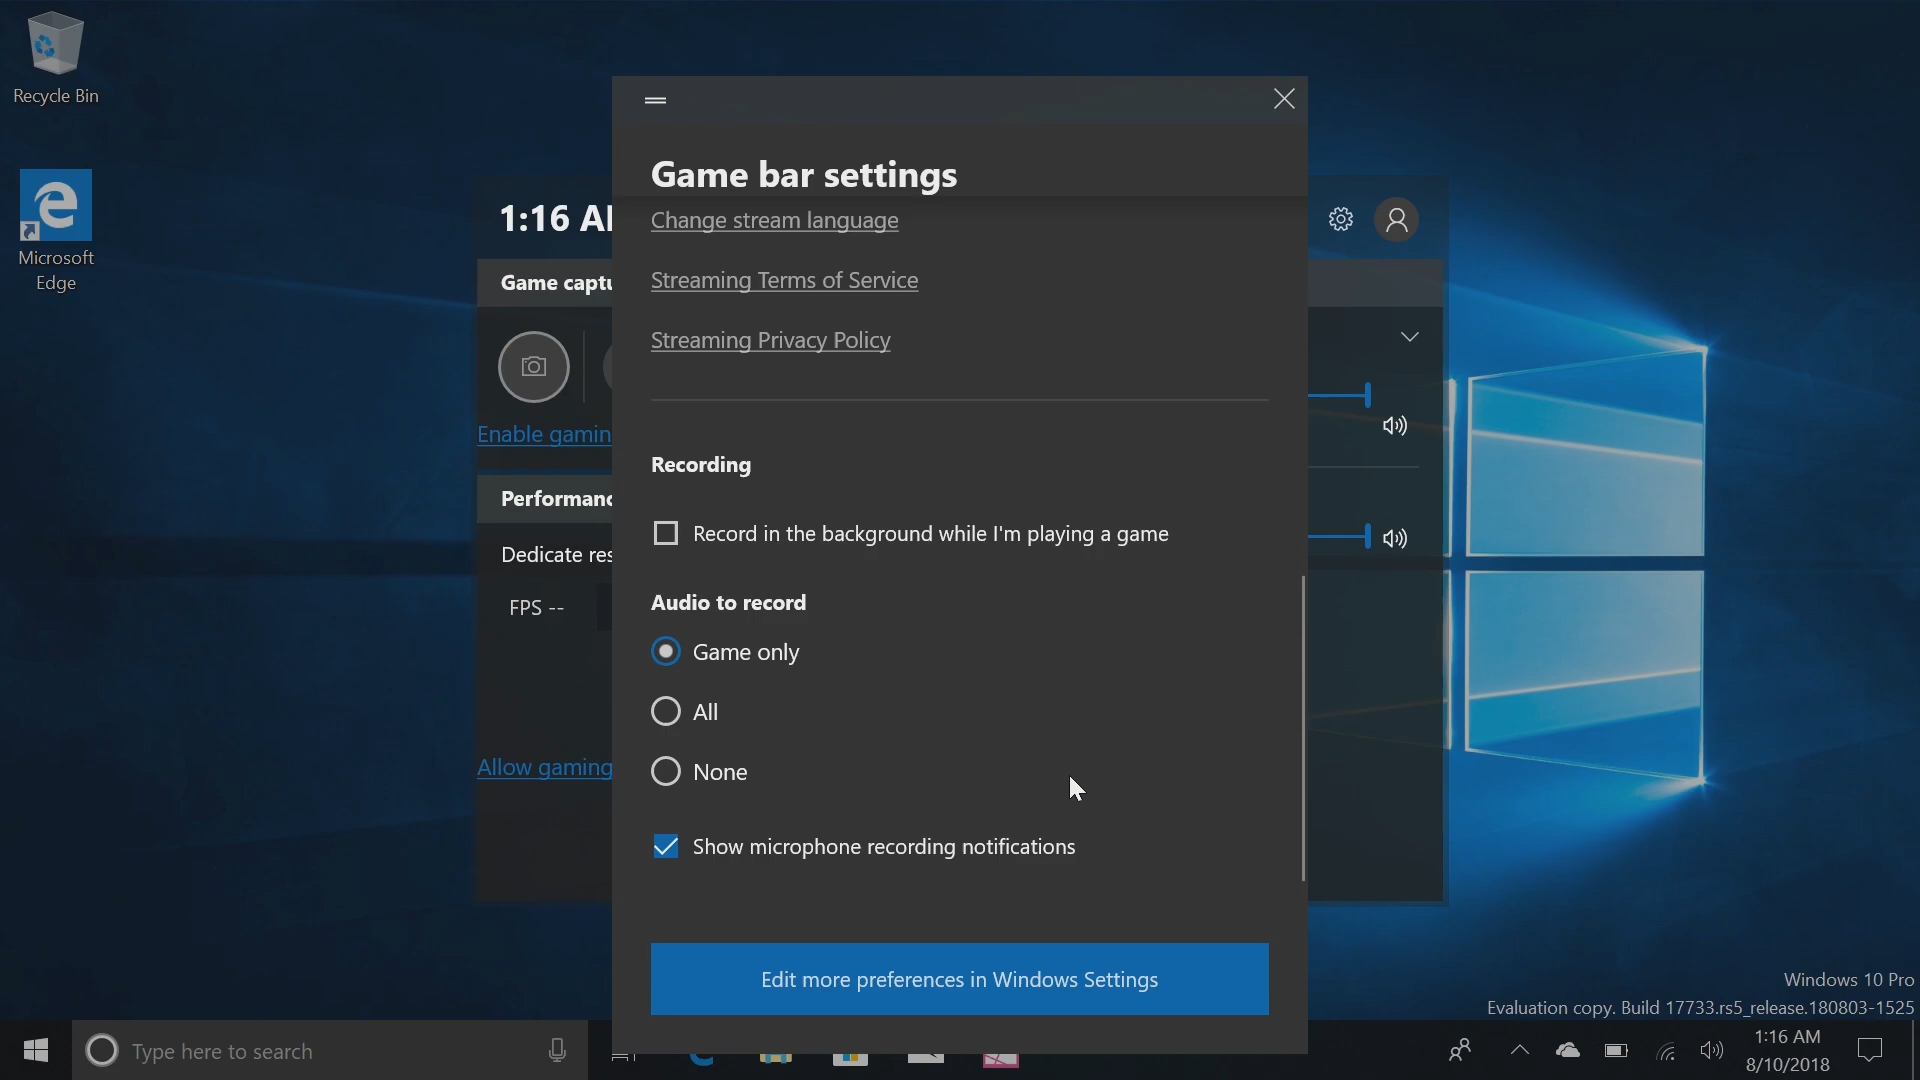 Recycle Bin
Microsoft
Edge
1:16 A
Game capt
Enable gamin
Performan
Dedicate res
FPS --
Allow gaming
Game bar settings
Change stream language
Streaming Terms of Service
Streaming Privacy Policy
Recording
Record in the background while I'm playing a game
Audio to record
Game only
All
None
Show microphone recording notifications
Edit more preferences in Windows Settings
Windows 10 Pro
Evaluation copy. Build 17733.rs5_release.180803-1525
Type here to search
1:16 AM
8/10/2018